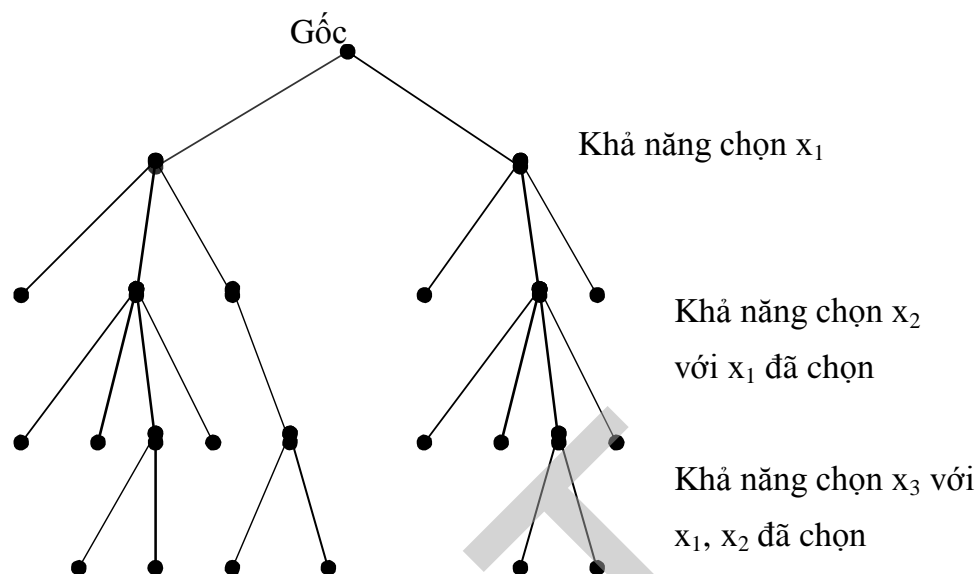 Gốc
Khả năng chọn x₁
Khả năng chọn x₂
với x₁ đã chọn
Khả năng chọn x₃ với
x₁, x₂ đã chọn